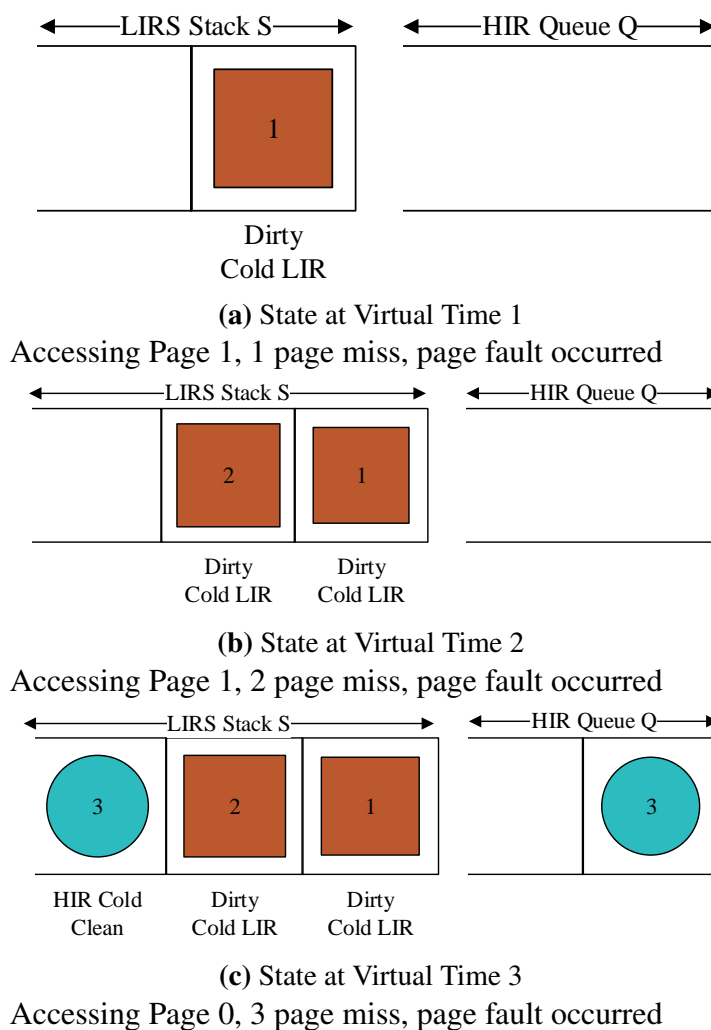 LIRS Stack S HIR Queue Q
1
Dirty
Cold LIR
(a) State at Virtual Time 1
Accessing Page 1, 1 page miss, page fault occurred
LIRS Stack S HIR Queue Q
2 1
Dirty Dirty
Cold LIR Cold LIR
(b) State at Virtual Time 2
Accessing Page 1, 2 page miss, page fault occurred
LIRS Stack S HIR Queue Q
3 2 1 3
HIR Cold Dirty Dirty
Clean Cold LIR Cold LIR
(c) State at Virtual Time 3
Accessing Page 0, 3 page miss, page fault occurred